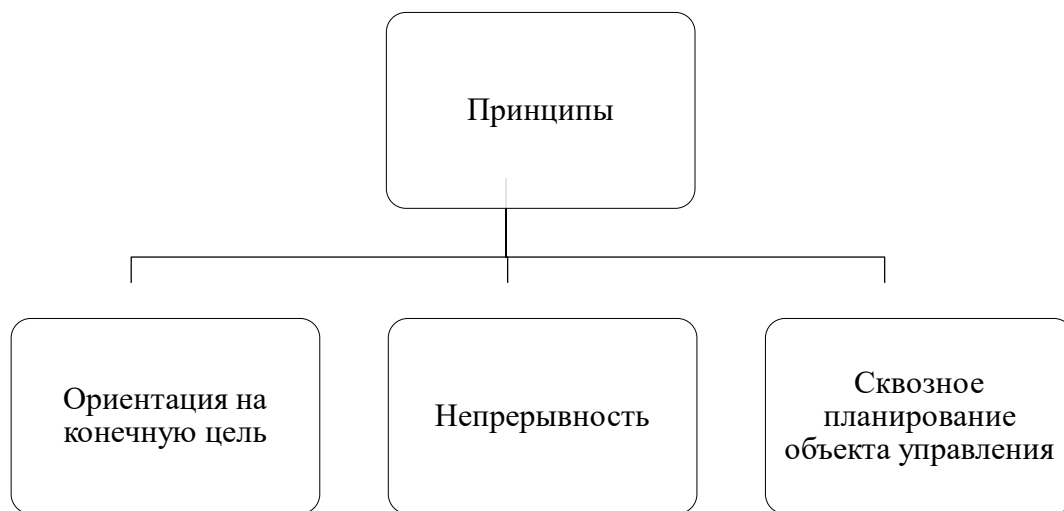 Принципы
Ориентация на
конечную цель
Непрерывность
Сквозное
планирование
объекта управления